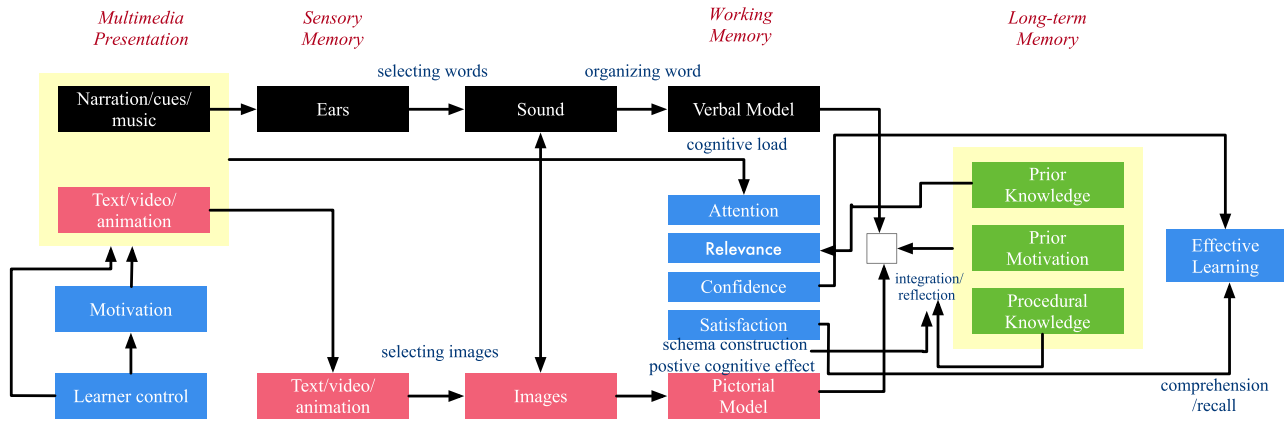 Multimedia
Presentation
Sensory
Memory
Working
Memory
Long-term
Memory
selecting words
organizing word
Narration/cues/
music
Ears
Sound
Verbal Model
cognitive load
Text/video/
animation
Attention
Relevance
Confidence
Satisfaction
Prior
Knowledge
Prior
Motivation
Procedural
Knowledge
integration/
reflection
Effective
Learning
Motivation
Learner control
selecting images
schema construction
postive cognitive effect
Text/video/
animation
Images
Pictorial
Model
comprehension
/recall